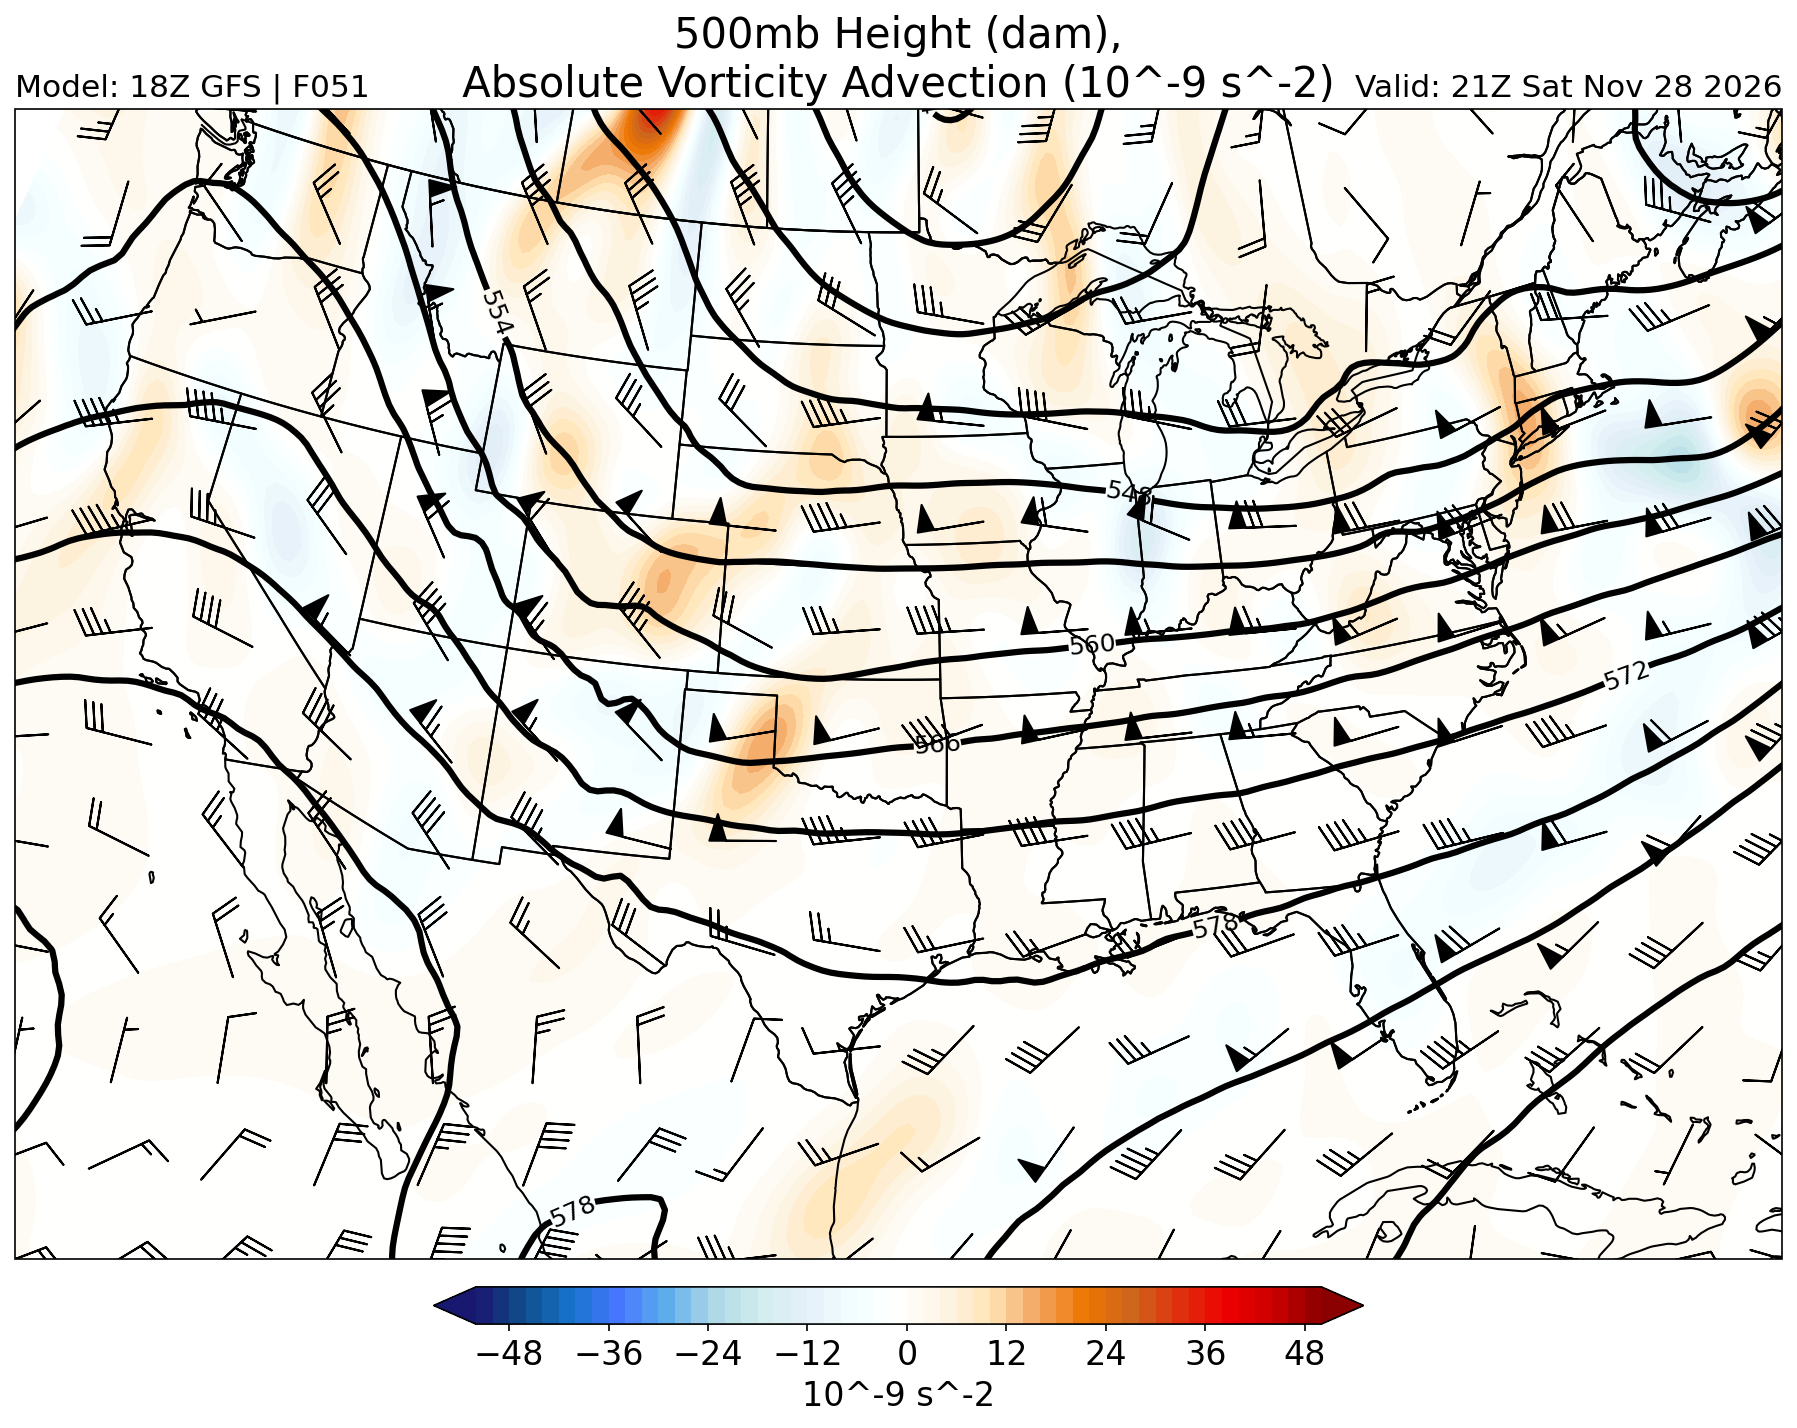 500mb Height (dam),
Model: 18Z GFS | F051 Absolute Vorticity Advection (10^-9 s^-2) Valid: 21Z Sat Nov 28 2026
554
548
560
572
566
578
578
−48 −36 −24 −12 0 12 24 36 48
10^-9 s^-2